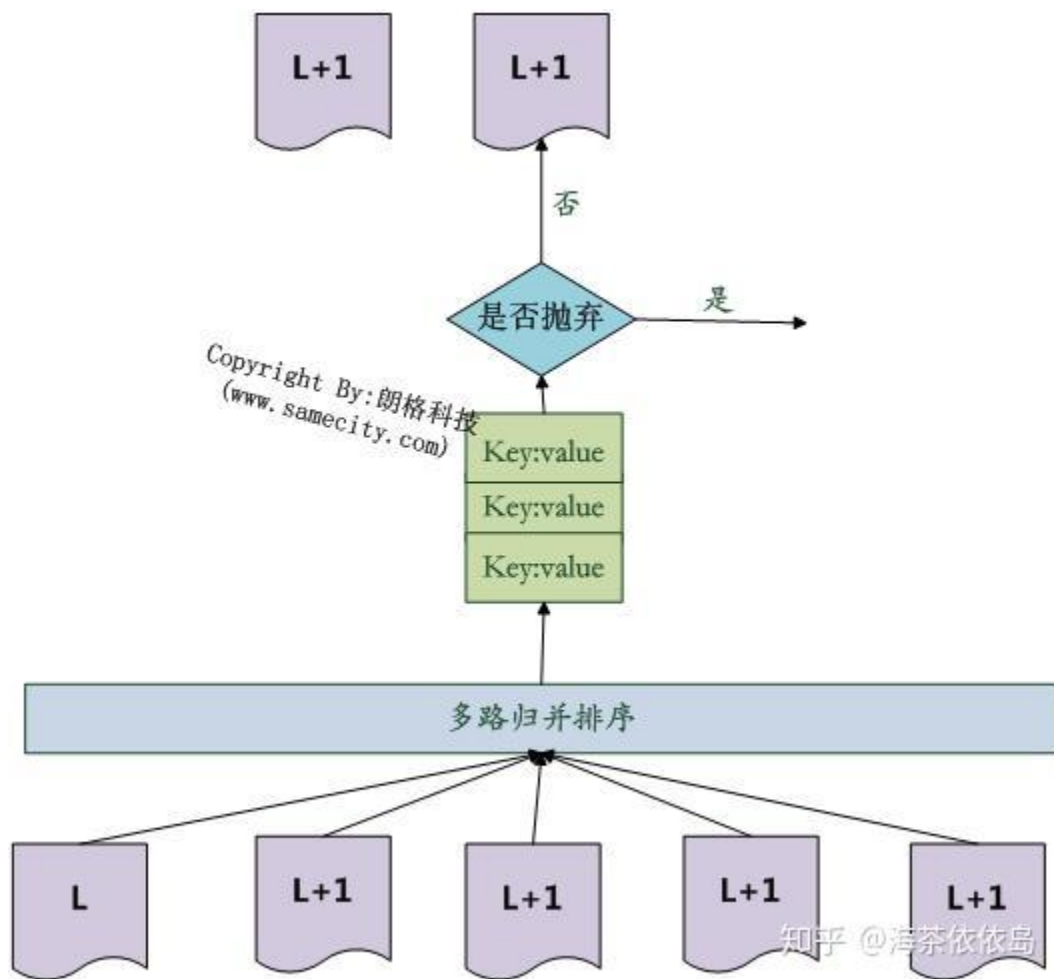 L+1
L+1
否
是否抛弃
是
Copyright By:朗格科技
(www.samecity.com)
Key:value
Key:value
Key:value
多路归并排序
L
L+1
L+1
L+1
L+1
知乎 @海茶依依岛